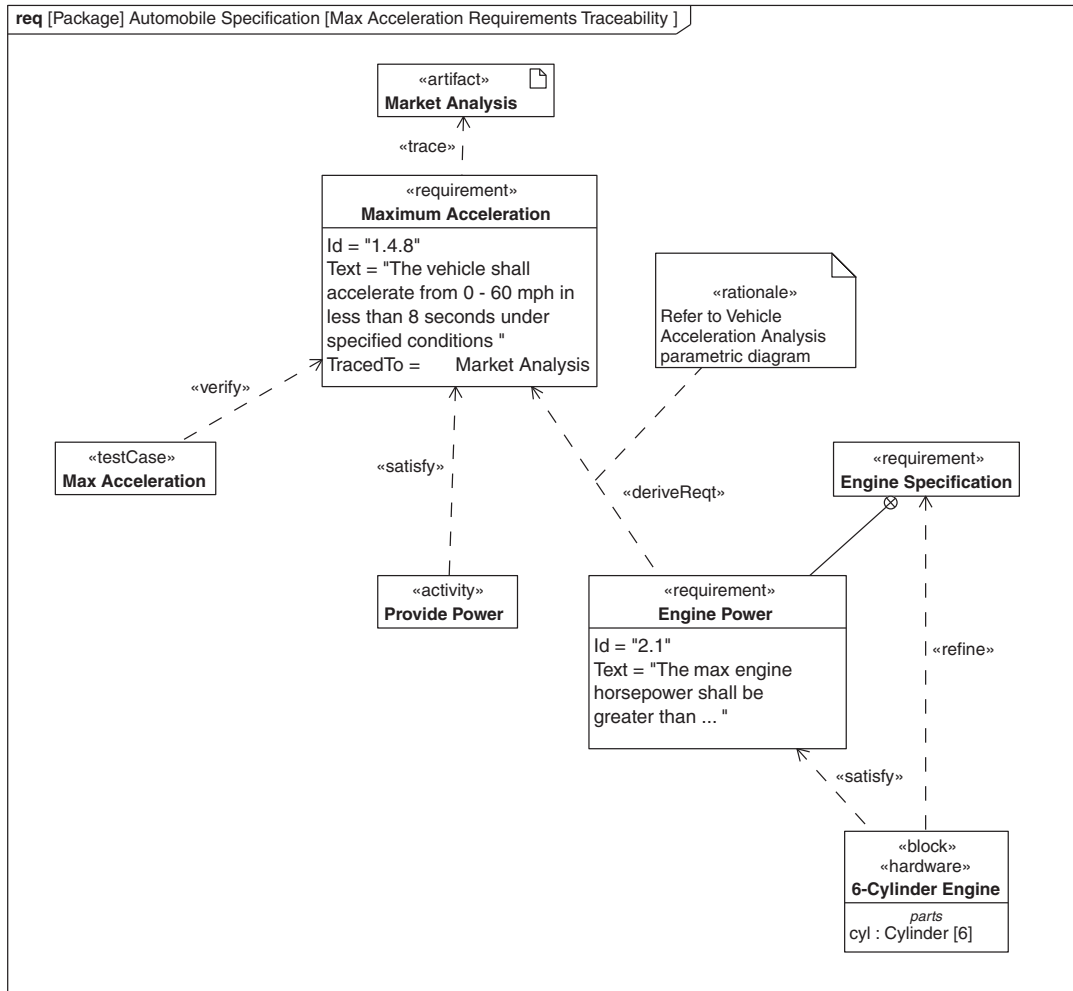 req [Package] Automobile Specification [Max Acceleration Requirements Traceability ]
«artifact»
Market Analysis
«trace»
«requirement»
Maximum Acceleration
Id = "1.4.8"
Text = "The vehicle shall
accelerate from 0 - 60 mph in
less than 8 seconds under
specified conditions "
TracedTo = Market Analysis
«rationale»
Refer to Vehicle
Acceleration Analysis
parametric diagram
«verify»
«testCase»
Max Acceleration
«satisfy»
«deriveReqt»
«requirement»
Engine Specification
«activity»
Provide Power
«requirement»
Engine Power
Id = "2.1"
Text = "The max engine
horsepower shall be
greater than ... "
«refine»
«satisfy»
«block»
«hardware»
6-Cylinder Engine
parts
cyl : Cylinder [6]